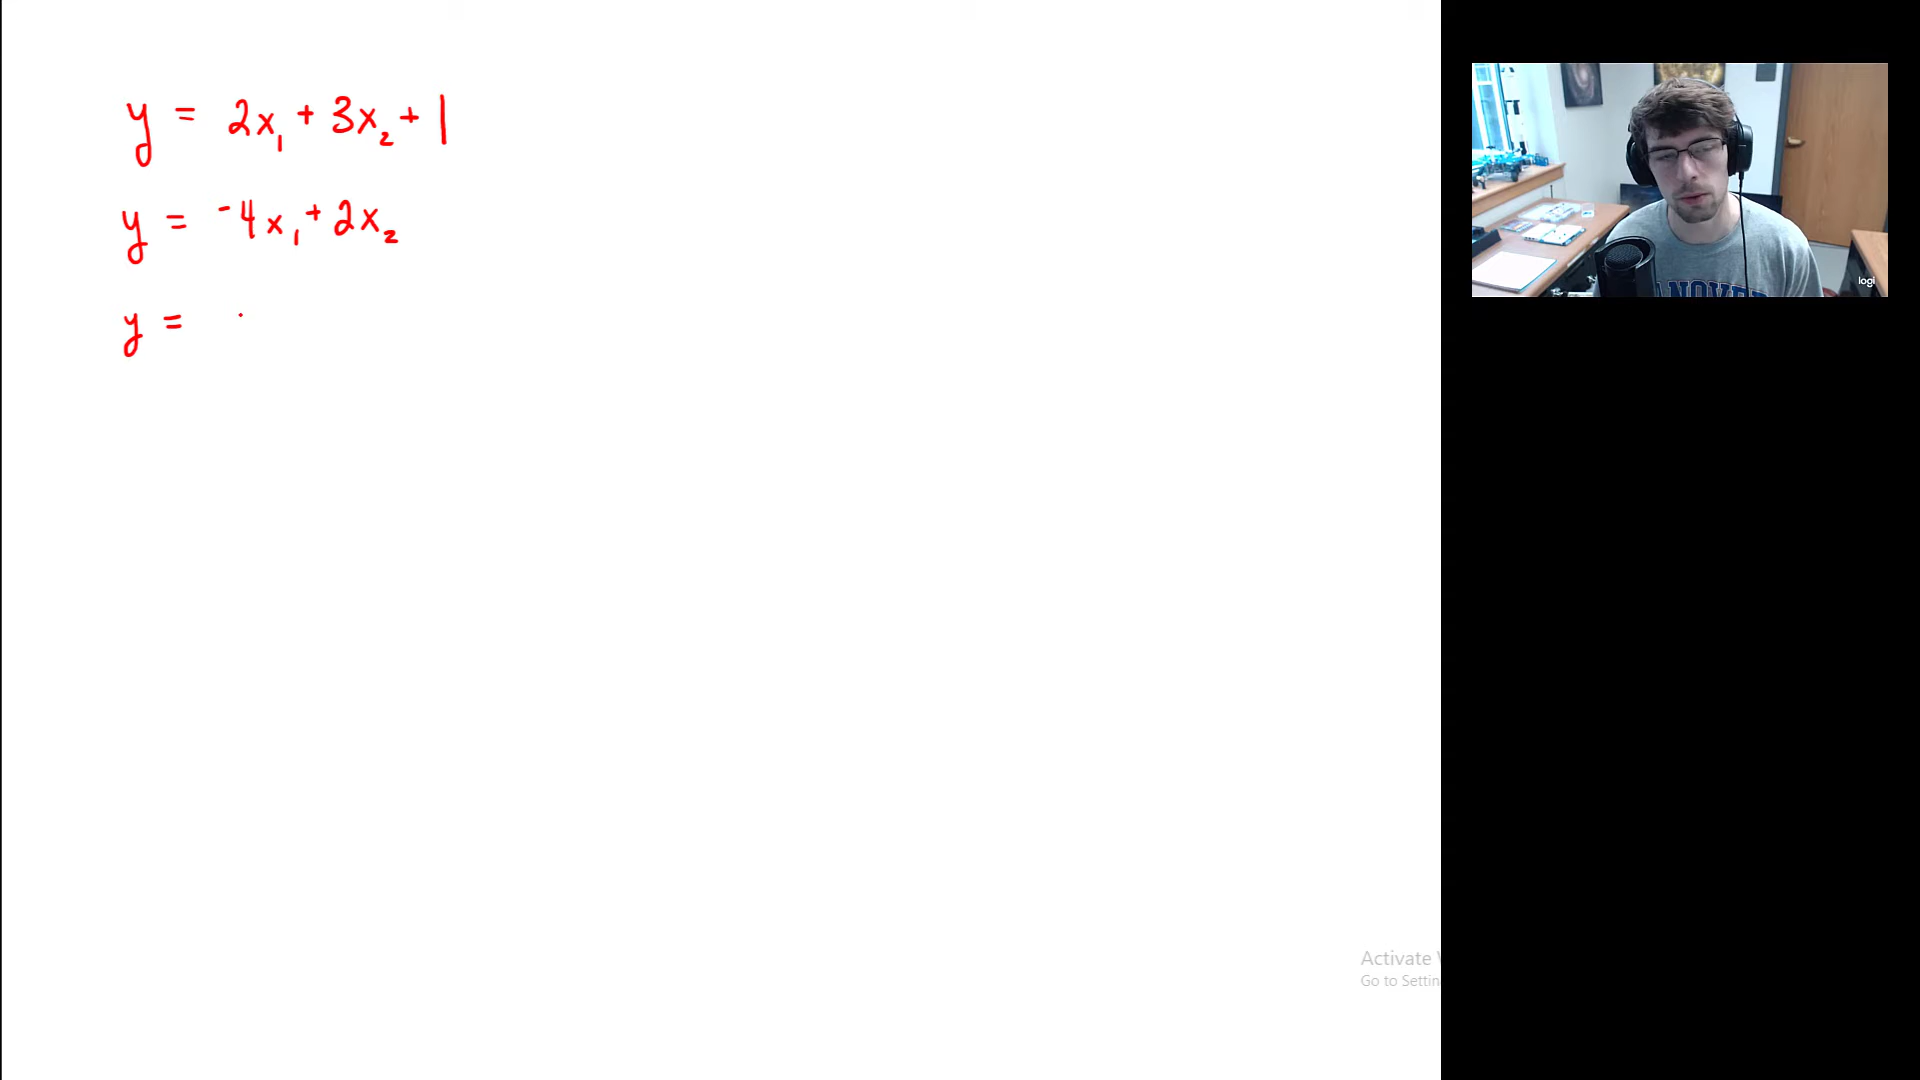 y = 2x₁ + 3x₂ + 1
y = -4x₁ + 2x₂
y =
logi
Activate
Go to Settin